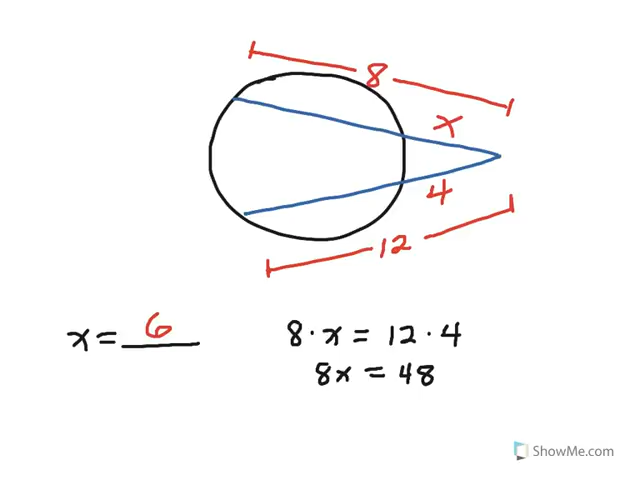 8
x
4
12
x = 6
8 · x = 12 · 4
8x = 48
ShowMe.com